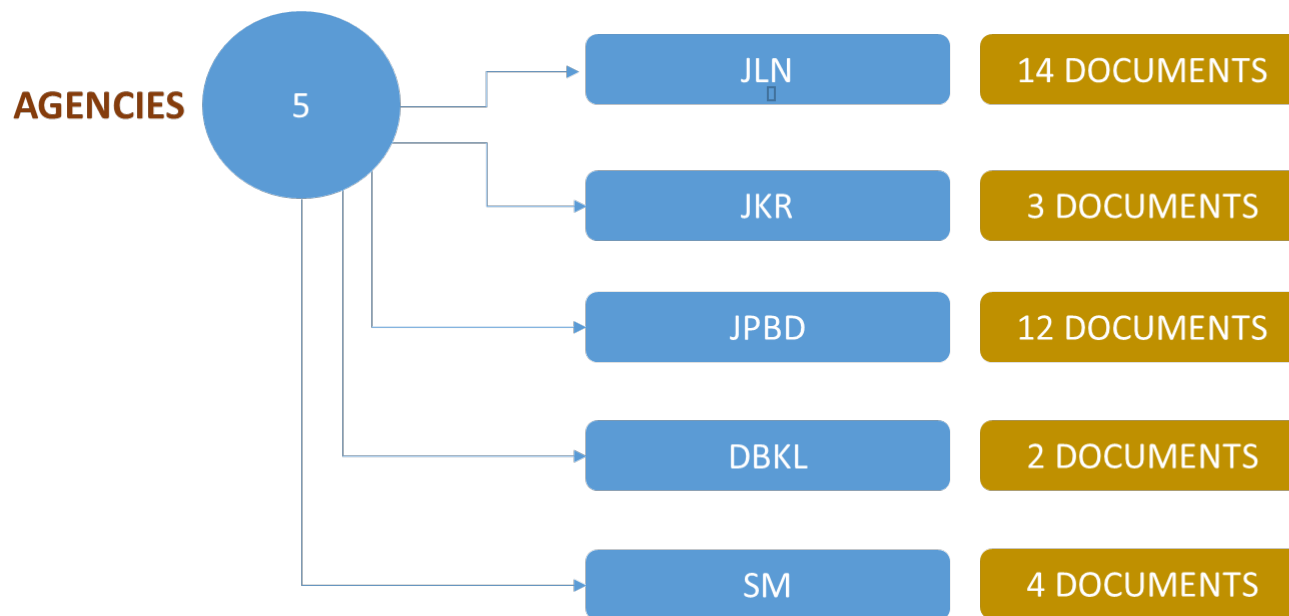 AGENCIES
5
JLN
14 DOCUMENTS
JKR
3 DOCUMENTS
JPBD
12 DOCUMENTS
DBKL
2 DOCUMENTS
SM
4 DOCUMENTS